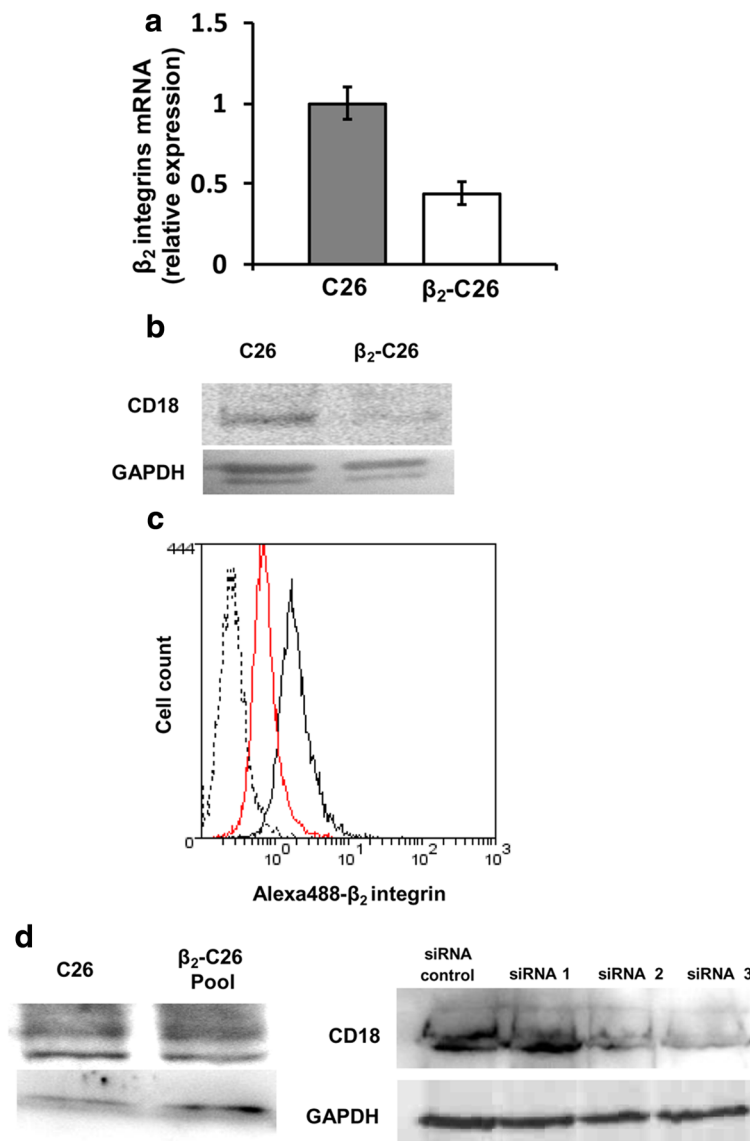 a
β₂ integrins mRNA
(relative expression)
1.5
1
0.5
0
C26
β₂-C26
b
C26
β₂-C26
CD18
GAPDH
c
444
Cell count
0
0
10⁰
10¹
10²
10³
Alexa488-β₂ integrin
d
C26
β₂-C26
Pool
siRNA
control
siRNA 1
siRNA 2
siRNA 3
CD18
GAPDH